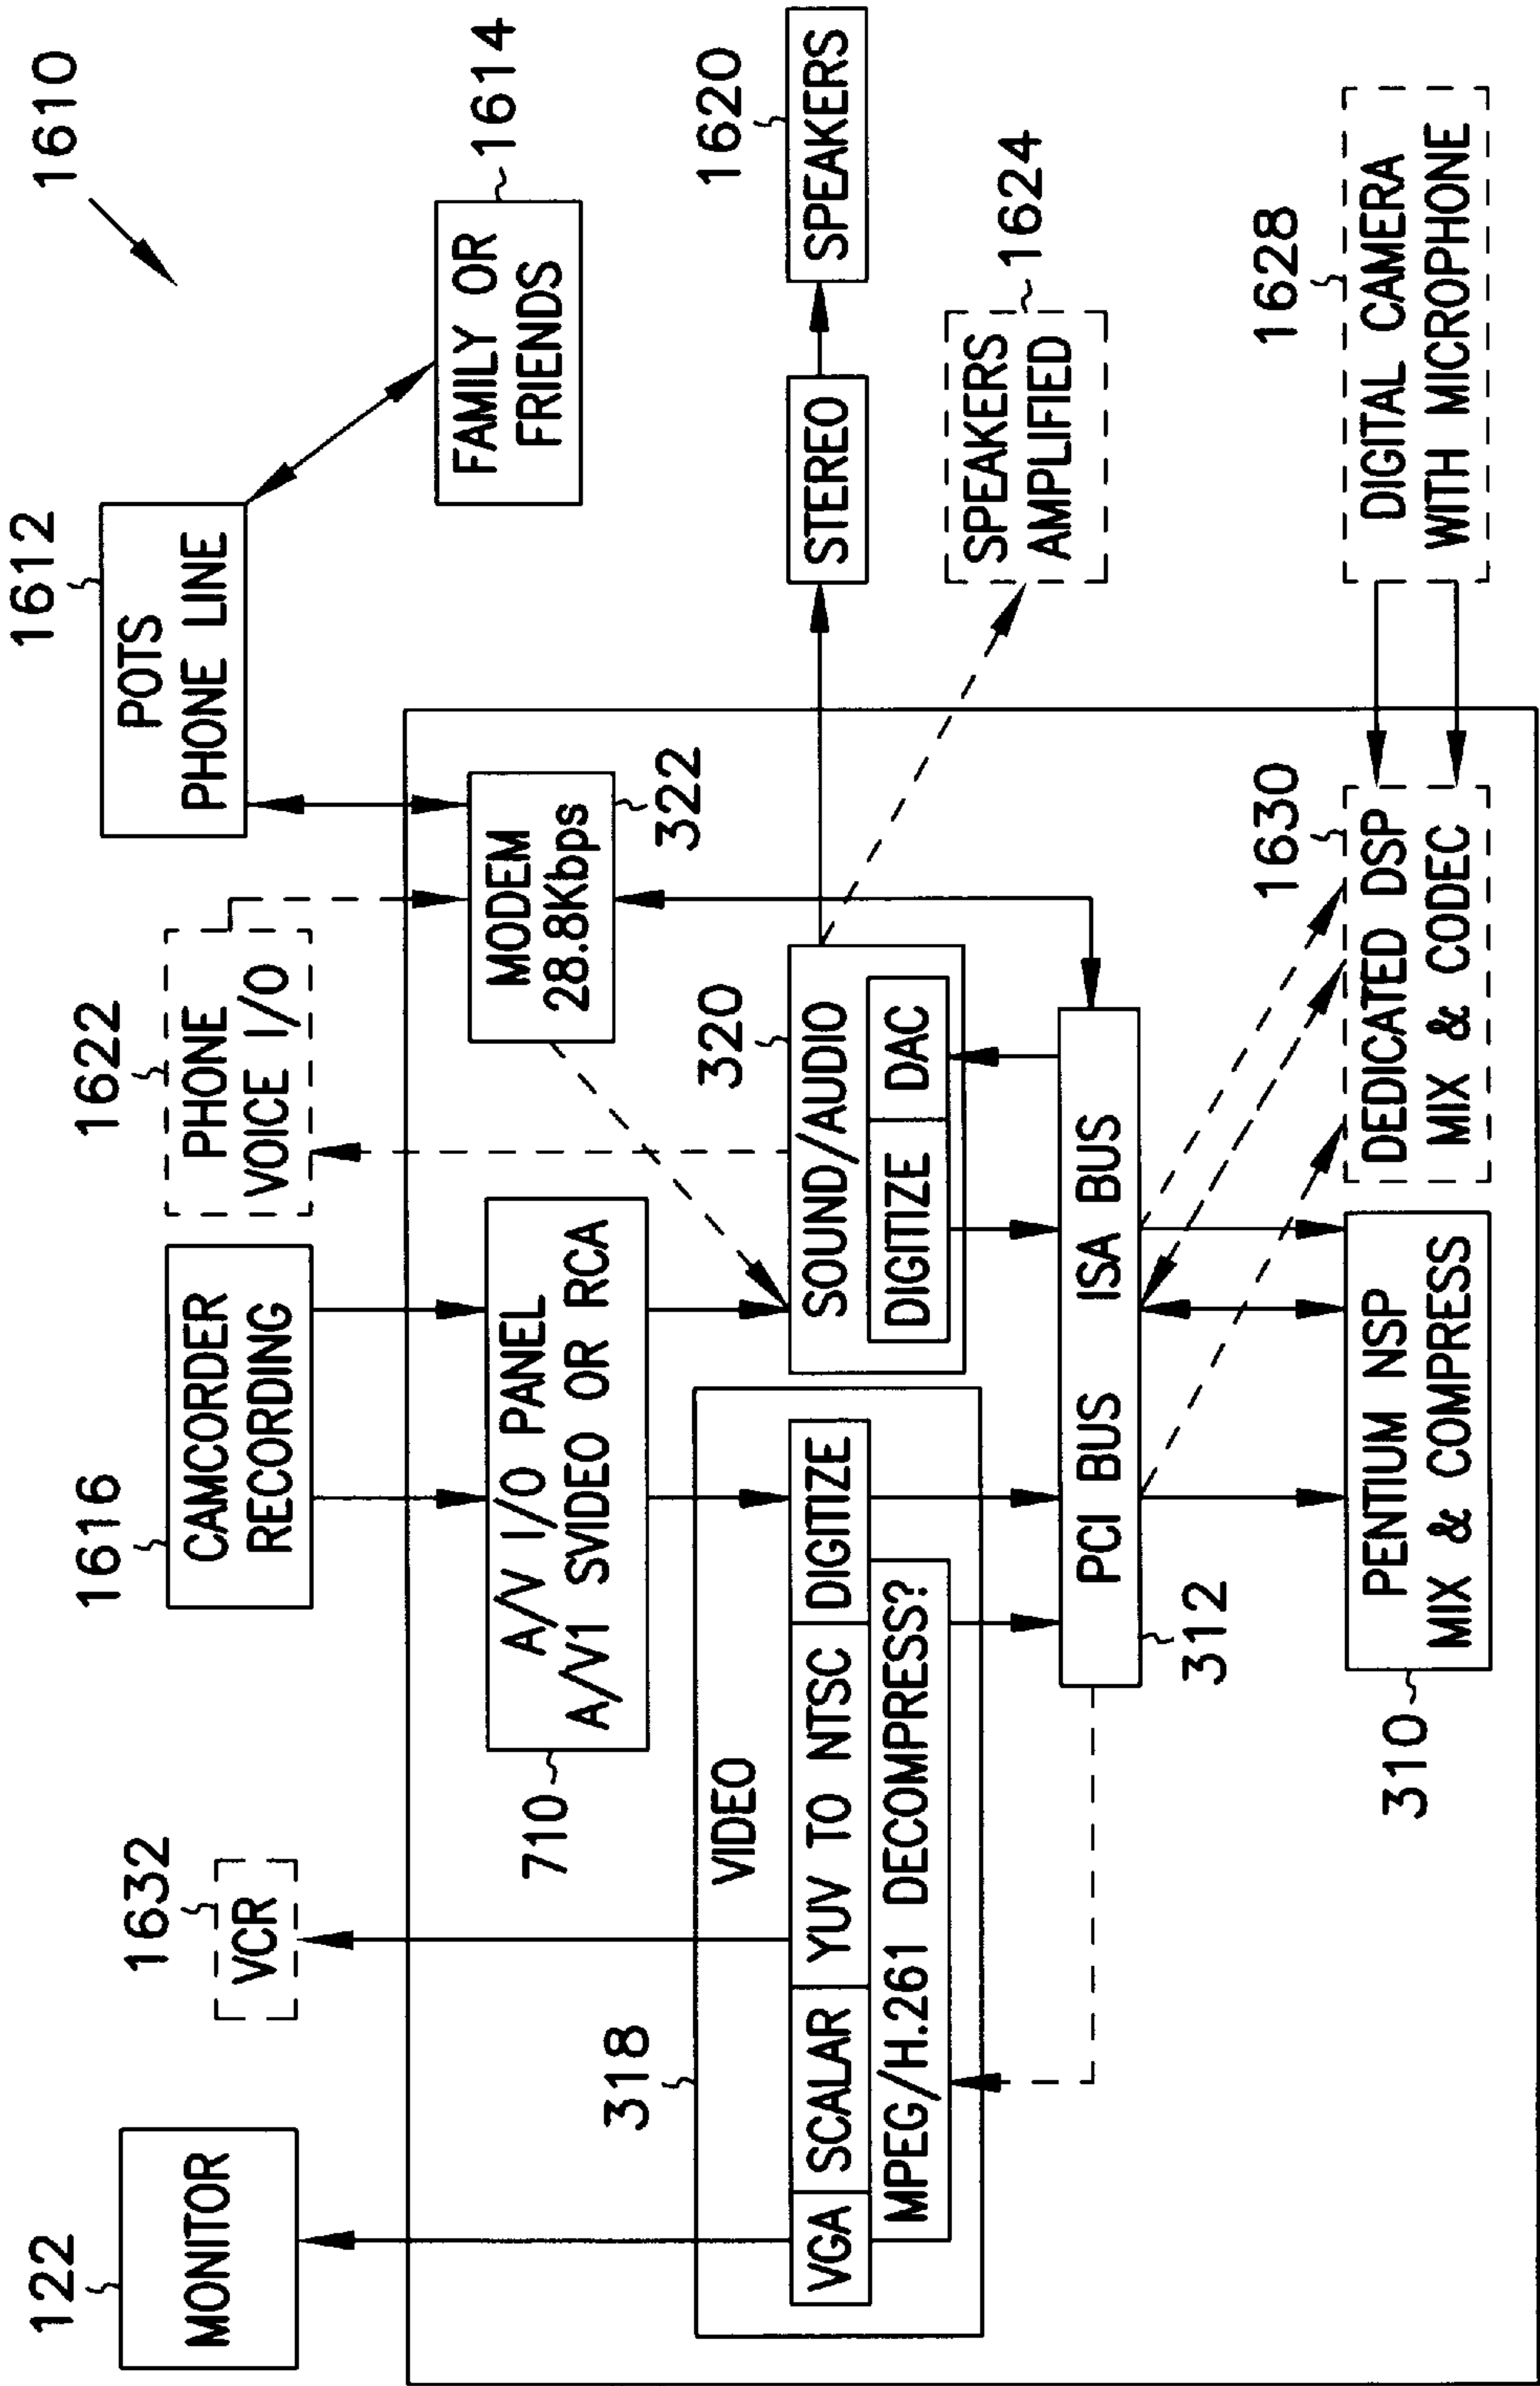 1610
122
MONITOR
1632
VCR
1616
CAMCORDER
RECORDING
1622
PHONE
VOICE I/O
1612
POTS
PHONE LINE
1614
FAMILY OR
FRIENDS
710
A/V I/O PANEL
A/V1 SVIDEO OR RCA
MODEM
28.8Kbps
322
318
VIDEO
VGA
SCALAR
YUV TO NTSC
DIGITIZE
MPEG/H.261 DECOMPRESS?
320
SOUND/AUDIO
DIGITIZE
DAC
STEREO
1620
SPEAKERS
SPEAKERS
AMPLIFIED
1624
PCI BUS
ISA BUS
312
310
PENTIUM NSP
MIX & COMPRESS
1630
DEDICATED DSP
MIX & CODEC
1628
DIGITAL CAMERA
WITH MICROPHONE